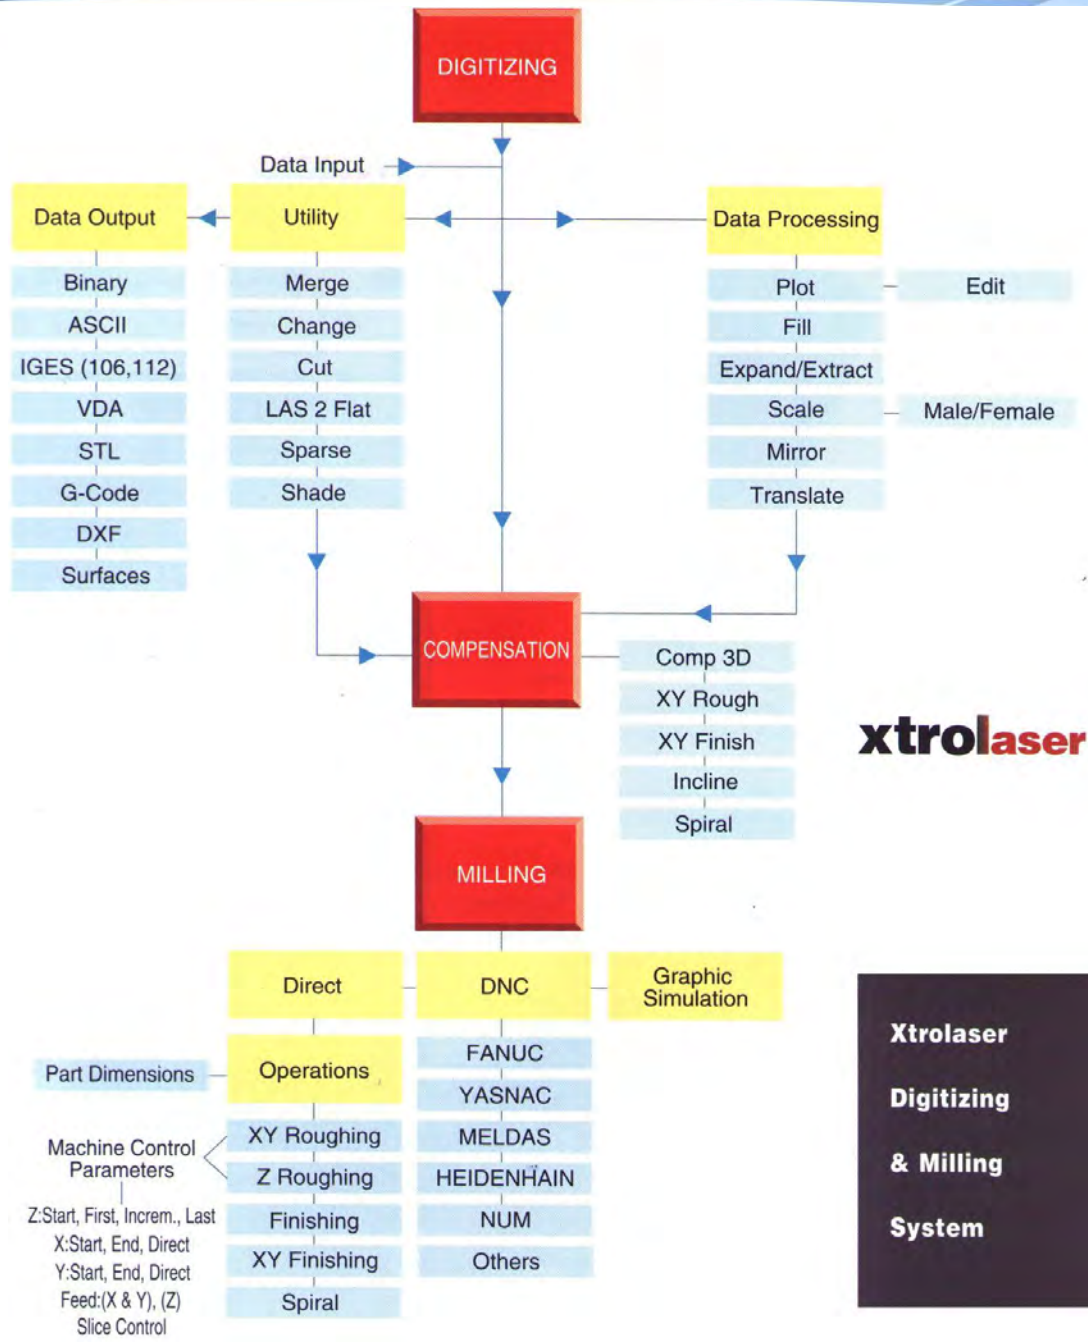 DIGITIZING
Data Input
Data Output
Utility
Data Processing
Binary
ASCII
IGES (106,112)
VDA
STL
G-Code
DXF
Surfaces
Merge
Change
Cut
LAS 2 Flat
Sparse
Shade
Plot
Edit
Fill
Expand/Extract
Scale
Male/Female
Mirror
Translate
COMPENSATION
Comp 3D
XY Rough
XY Finish
Incline
Spiral
xtrolaser
MILLING
Direct
DNC
Graphic
Simulation
Part Dimensions
Operations
Machine Control
Parameters
Z:Start, First, Increm., Last
X:Start, End, Direct
Y:Start, End, Direct
Feed:(X & Y), (Z)
Slice Control
XY Roughing
Z Roughing
Finishing
XY Finishing
Spiral
FANUC
YASNAC
MELDAS
HEIDENHAIN
NUM
Others
Xtrolaser
Digitizing
& Milling
System